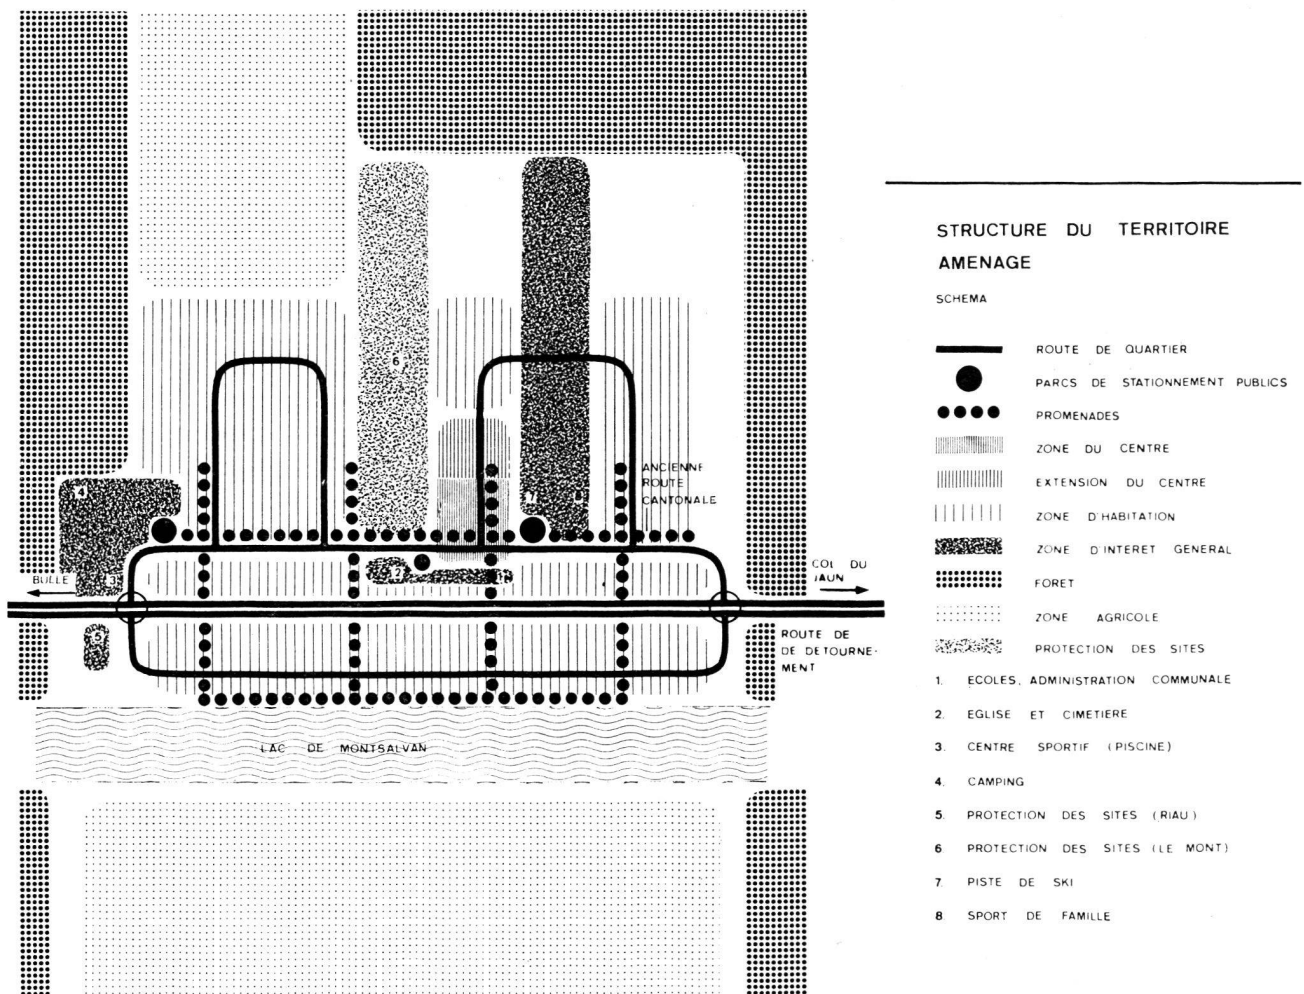 6
4
ANCIENNE
ROUTE
CANTONALE
7
8
2
1
BULLE
3
COL DU
JAUN
5
ROUTE DE
DE DETOURNE-
MENT
LAC DE MONTSALVAN
STRUCTURE DU TERRITOIRE
AMENAGE
SCHEMA
ROUTE DE QUARTIER
PARCS DE STATIONNEMENT PUBLICS
PROMENADES
ZONE DU CENTRE
EXTENSION DU CENTRE
ZONE D'HABITATION
ZONE D'INTERET GENERAL
FORET
ZONE AGRICOLE
PROTECTION DES SITES
1. ECOLES, ADMINISTRATION COMMUNALE
2. EGLISE ET CIMETIERE
3. CENTRE SPORTIF (PISCINE)
4. CAMPING
5. PROTECTION DES SITES (RIAU)
6 PROTECTION DES SITES (LE MONT)
7. PISTE DE SKI
8. SPORT DE FAMILLE